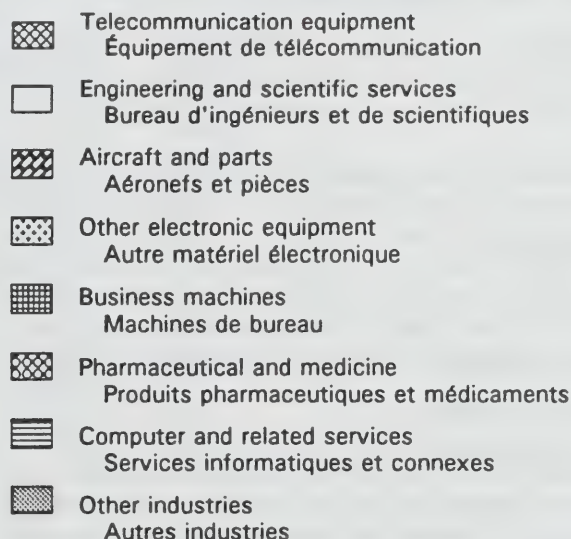 Telecommunication equipment
Équipement de télécommunication
Engineering and scientific services
Bureau d'ingénieurs et de scientifiques
Aircraft and parts
Aéronefs et pièces
Other electronic equipment
Autre matériel électronique
Business machines
Machines de bureau
Pharmaceutical and medicine
Produits pharmaceutiques et médicaments
Computer and related services
Services informatiques et connexes
Other industries
Autres industries